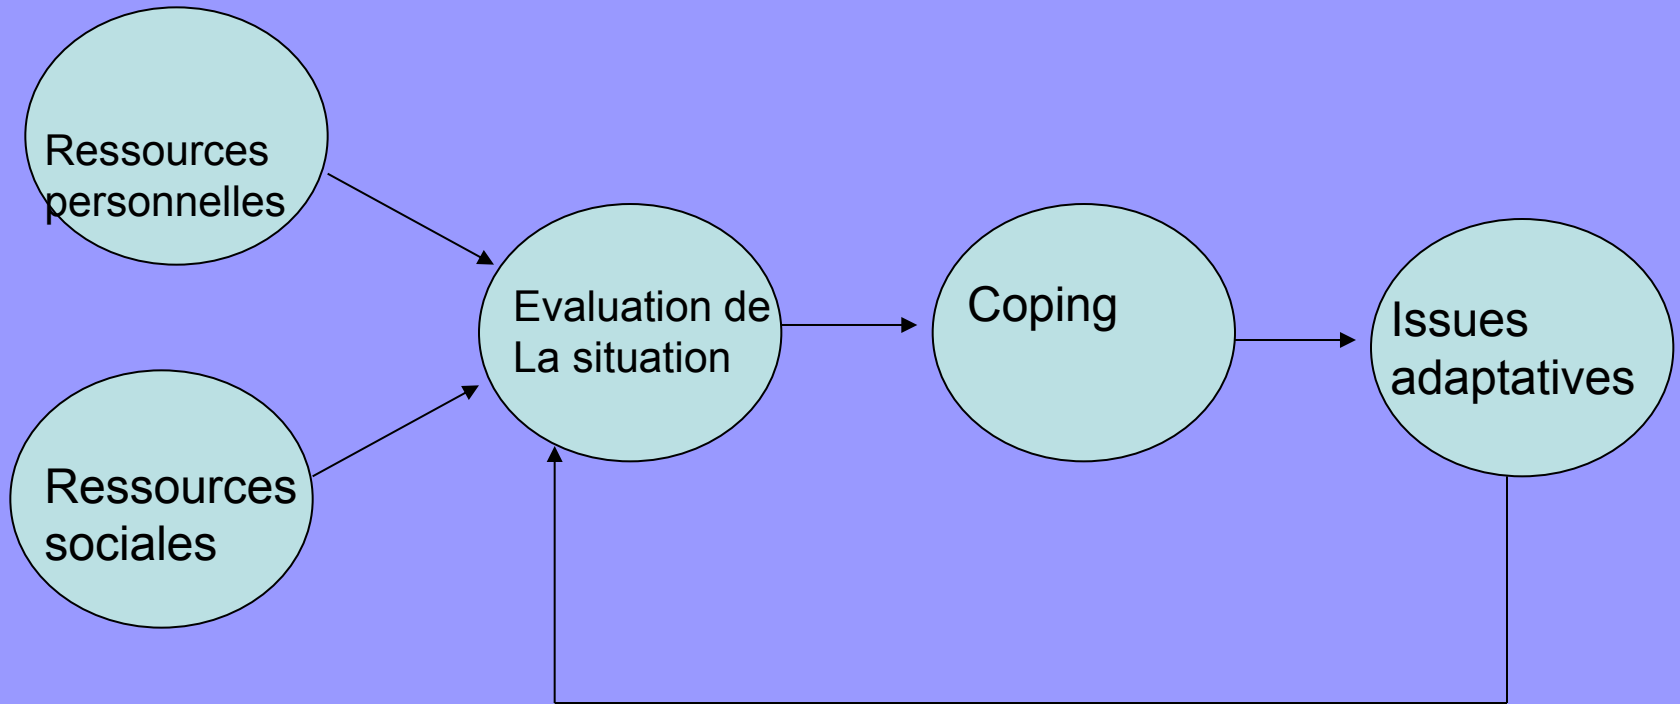 Ressources
personnelles
Ressources
sociales
Evaluation de
La situation
Coping
Issues
adaptatives